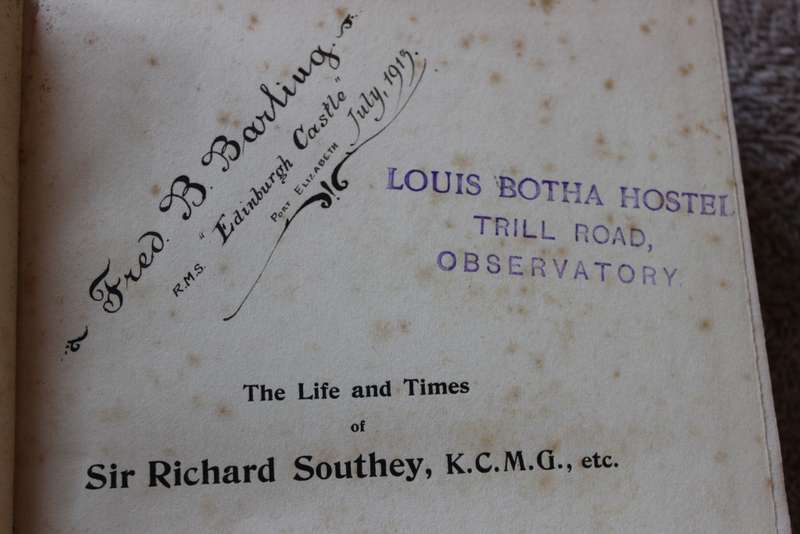 Fred. B. Barling.
R.M.S. "Edinburgh Castle"
Port Elizabeth July, 1913.
LOUIS BOTHA HOSTEL
TRILL ROAD,
OBSERVATORY.
The Life and Times
of
Sir Richard Southey, K.C.M.G., etc.